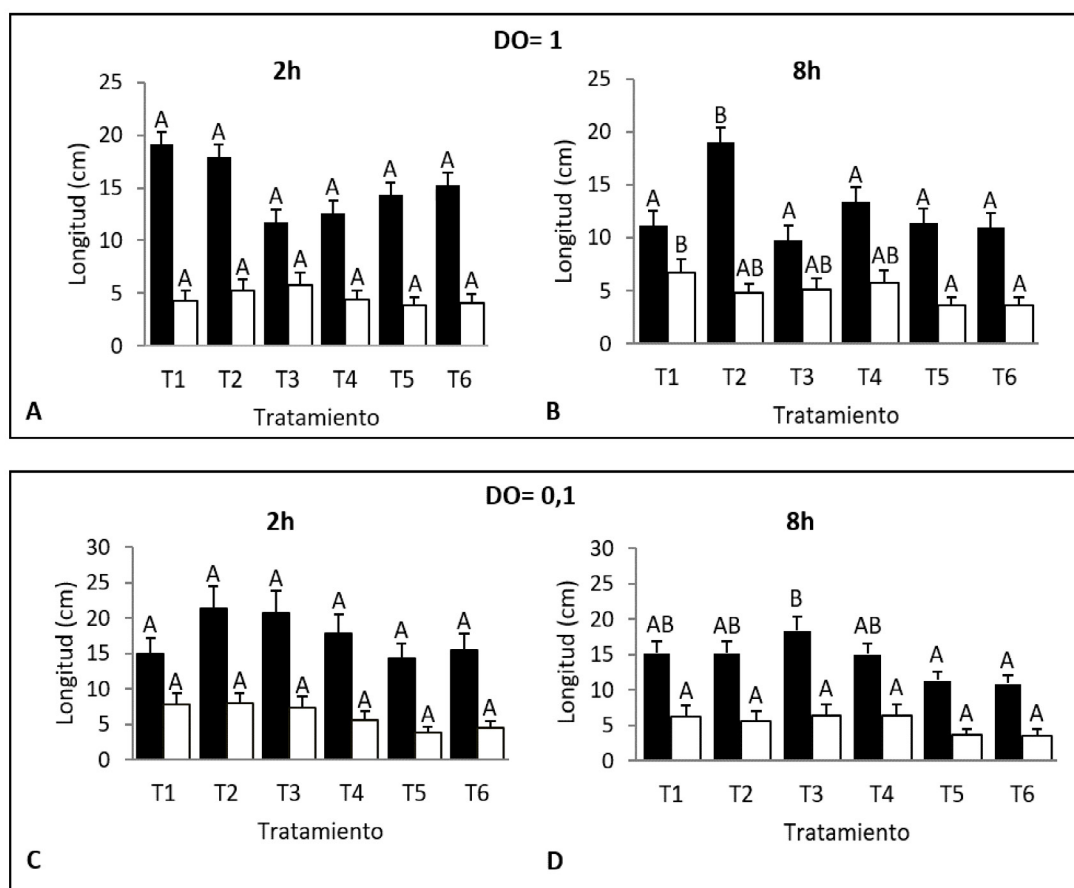 DO= 1
2h
25
20
15
10
5
0
Longitud (cm)
A A A A A A
A A A A A A
T1 T2 T3 T4 T5 T6
Tratamiento
A
8h
25
20
15
10
5
0
Longitud (cm)
A B A A A A
B AB AB AB A A
T1 T2 T3 T4 T5 T6
Tratamiento
B
DO= 0,1
2h
30
25
20
15
10
5
0
Longitud (cm)
A A A A A A
A A A A A A
T1 T2 T3 T4 T5 T6
Tratamiento
C
8h
30
25
20
15
10
5
0
Longitud (cm)
AB AB B AB A A
A A A A A A
T1 T2 T3 T4 T5 T6
Tratamiento
D